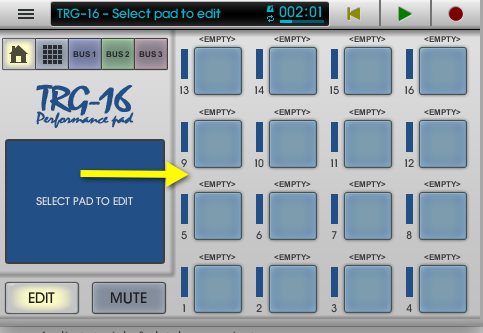 TRG-16 - Select pad to edit
002:01
BUS 1 BUS 2 BUS 3
TRG-16
Performance pad
SELECT PAD TO EDIT
EDIT MUTE
<EMPTY> <EMPTY> <EMPTY> <EMPTY>
13 14 15 16
<EMPTY> <EMPTY> <EMPTY> <EMPTY>
9 10 11 12
<EMPTY> <EMPTY> <EMPTY> <EMPTY>
5 6 7 8
<EMPTY> <EMPTY> <EMPTY> <EMPTY>
1 2 3 4